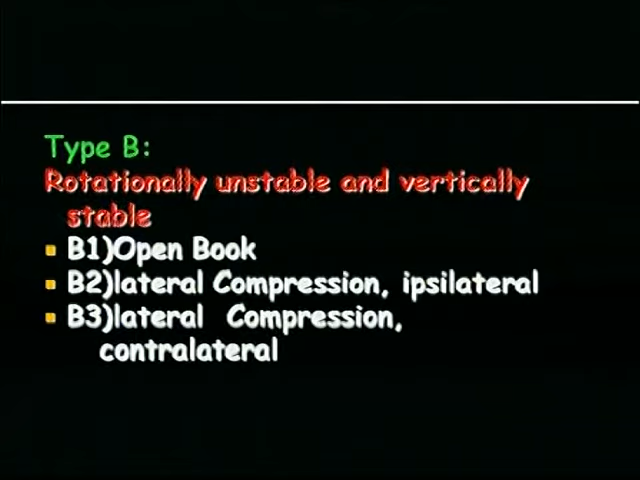 Type B:
Rotationally unstable and vertically
stable
B1)Open Book
B2)lateral Compression, ipsilateral
B3)lateral Compression,
contralateral